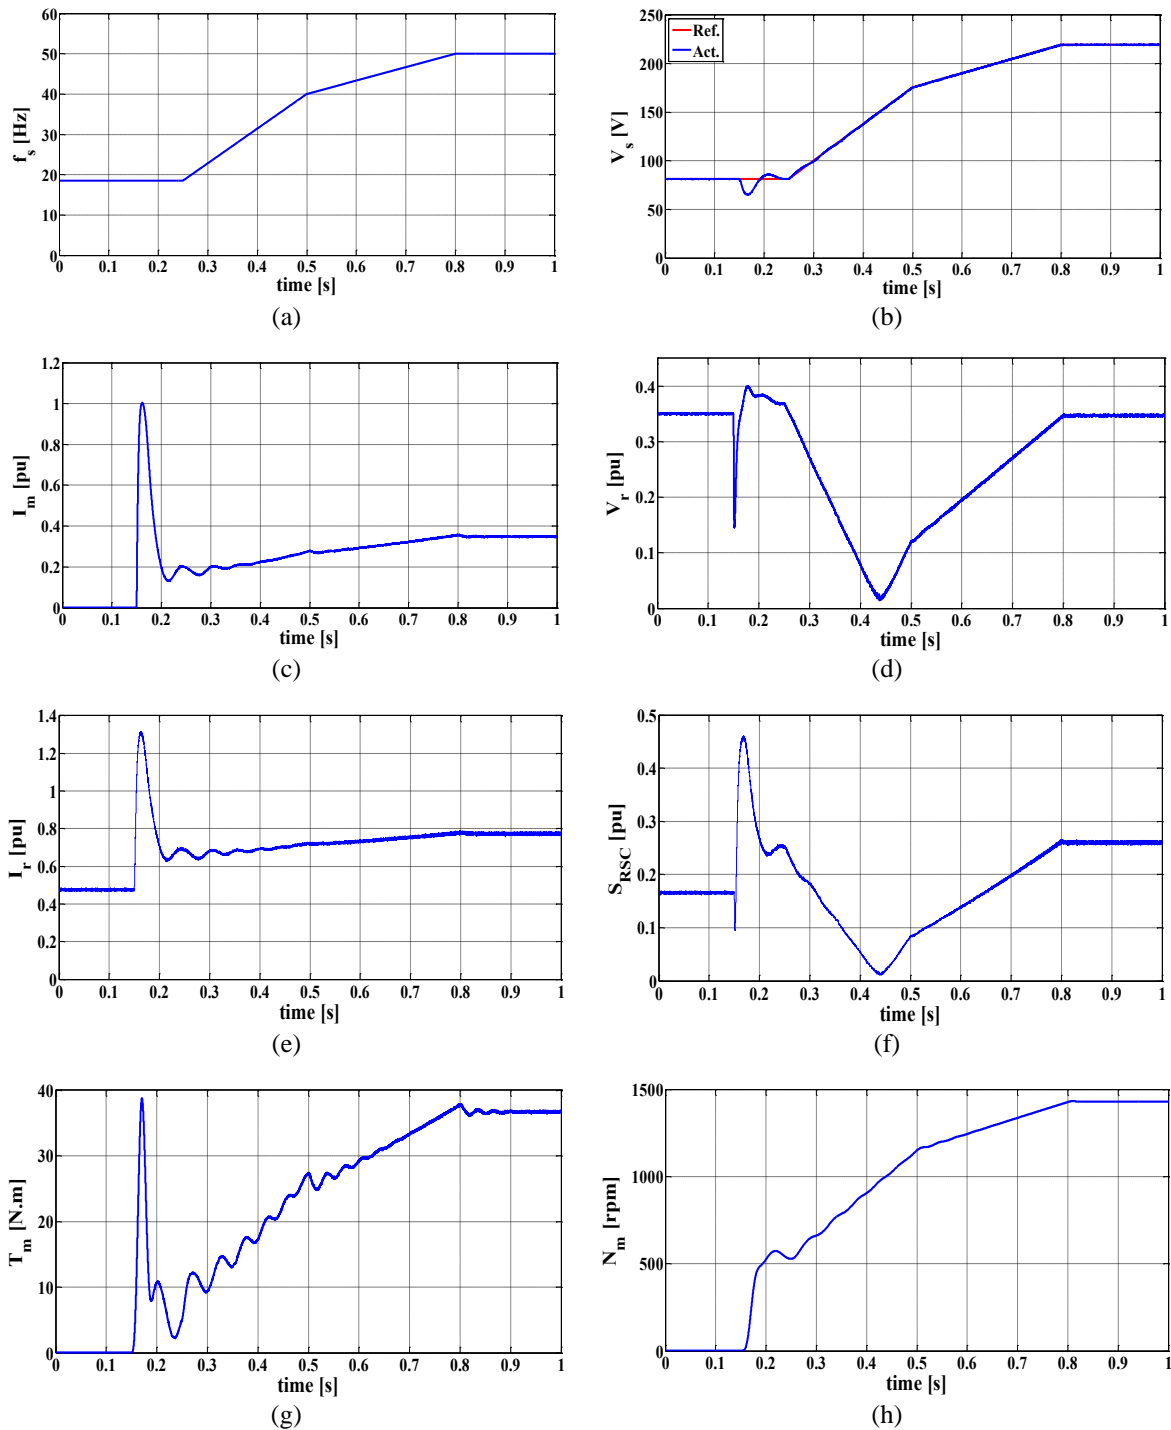 60
50
40
30
20
10
0
f_s [Hz]
0 0.1 0.2 0.3 0.4 0.5 0.6 0.7 0.8 0.9 1
time [s]
(a)
250
200
150
100
50
0
V_s [V]
Ref.
Act.
0 0.1 0.2 0.3 0.4 0.5 0.6 0.7 0.8 0.9 1
time [s]
(b)
1.2
1
0.8
0.6
0.4
0.2
0
I_m [pu]
0 0.1 0.2 0.3 0.4 0.5 0.6 0.7 0.8 0.9 1
time [s]
(c)
0.4
0.3
0.2
0.1
0
V_r [pu]
0 0.1 0.2 0.3 0.4 0.5 0.6 0.7 0.8 0.9 1
time [s]
(d)
1.4
1.2
1
0.8
0.6
0.4
0.2
0
I_r [pu]
0 0.1 0.2 0.3 0.4 0.5 0.6 0.7 0.8 0.9 1
time [s]
(e)
0.5
0.4
0.3
0.2
0.1
0
S_RSC [pu]
0 0.1 0.2 0.3 0.4 0.5 0.6 0.7 0.8 0.9 1
time [s]
(f)
40
30
20
10
0
T_m [N.m]
0 0.1 0.2 0.3 0.4 0.5 0.6 0.7 0.8 0.9 1
time [s]
(g)
1500
1000
500
0
N_m [rpm]
0 0.1 0.2 0.3 0.4 0.5 0.6 0.7 0.8 0.9 1
time [s]
(h)